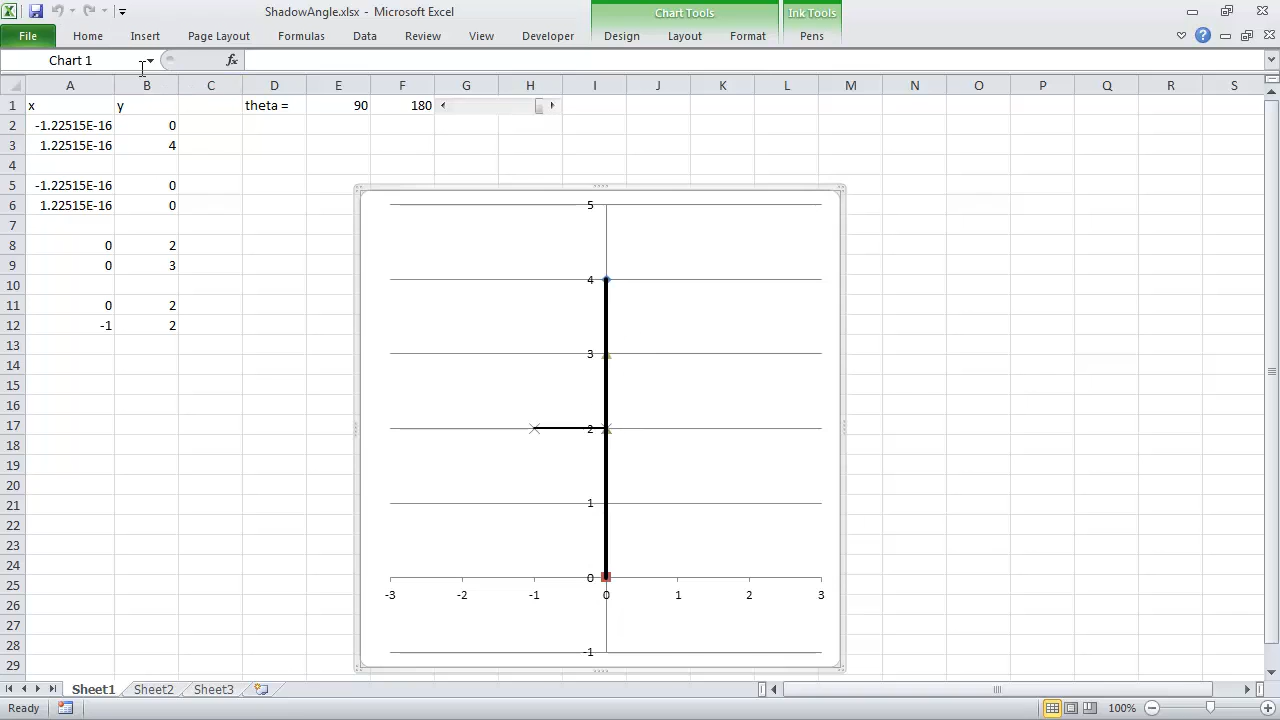 ShadowAngle.xlsx - Microsoft Excel
Chart Tools
Ink Tools
File Home Insert Page Layout Formulas Data Review View Developer Design Layout Format Pens
Chart 1 fx
A B C D E F G H I J K L M N O P Q R S
1 x y theta = 90 180
2 -1.22515E-16 0
3 1.22515E-16 4
4
5 -1.22515E-16 0
6 1.22515E-16 0
7
8 0 2
9 0 3
10
11 0 2
12 -1 2
13
14
15
16
17
18
19
20
21
22
23
24
25
26
27
28
29
5
4
3
2
1
0
-3 -2 -1 0 1 2 3
-1
Sheet1 Sheet2 Sheet3
Ready 100%